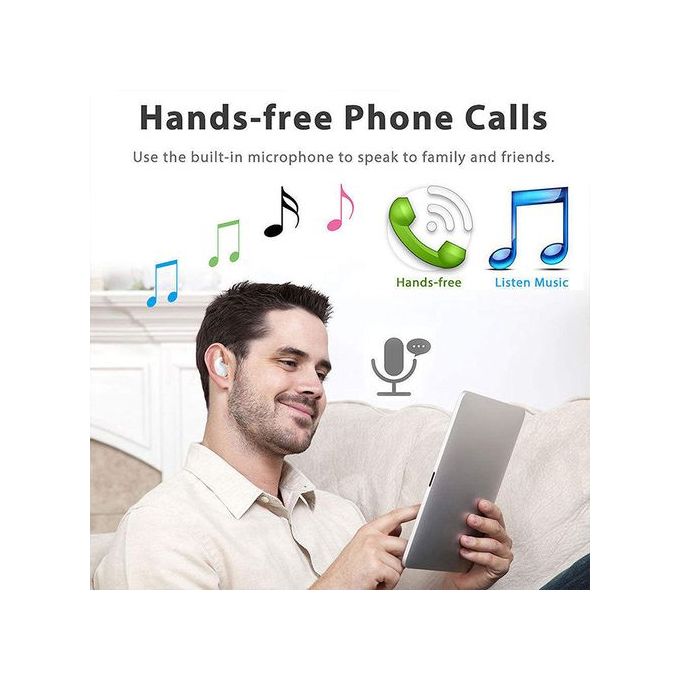 Hands-free Phone Calls
Use the built-in microphone to speak to family and friends.
Hands-free
Listen Music